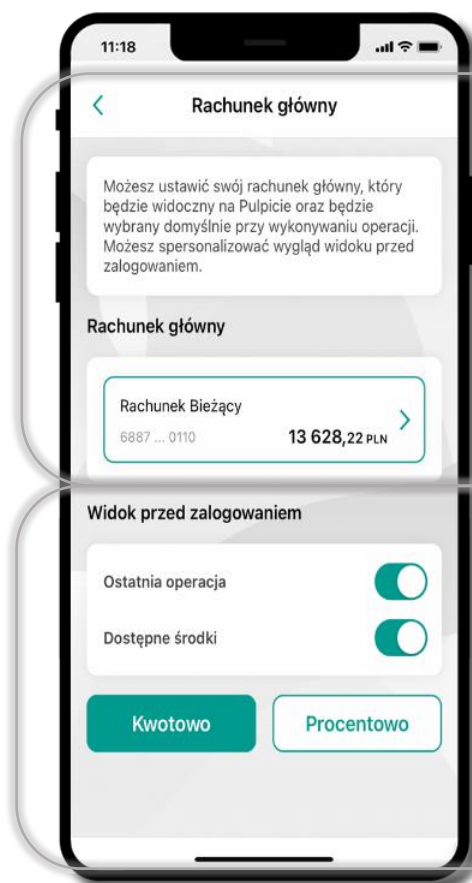 11:18
Rachunek główny
Możesz ustawić swój rachunek główny, który
będzie widoczny na Pulpicie oraz będzie
wybrany domyślnie przy wykonywaniu operacji.
Możesz spersonalizować wygląd widoku przed
zalogowaniem.
Rachunek główny
Rachunek Bieżący
6887 ... 0110 13 628,22 PLN
Widok przed zalogowaniem
Ostatnia operacja
Dostępne środki
Kwotowo Procentowo